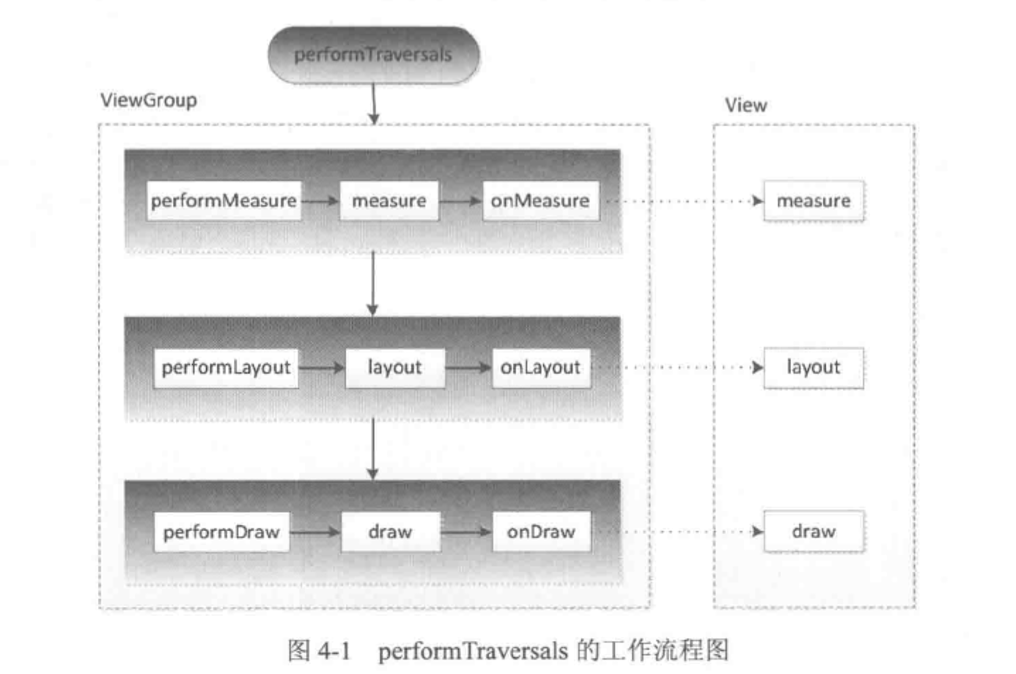 performTraversals
ViewGroup
View
performMeasure
measure
onMeasure
measure
performLayout
layout
onLayout
layout
performDraw
draw
onDraw
draw
图 4-1 performTraversals 的工作流程图